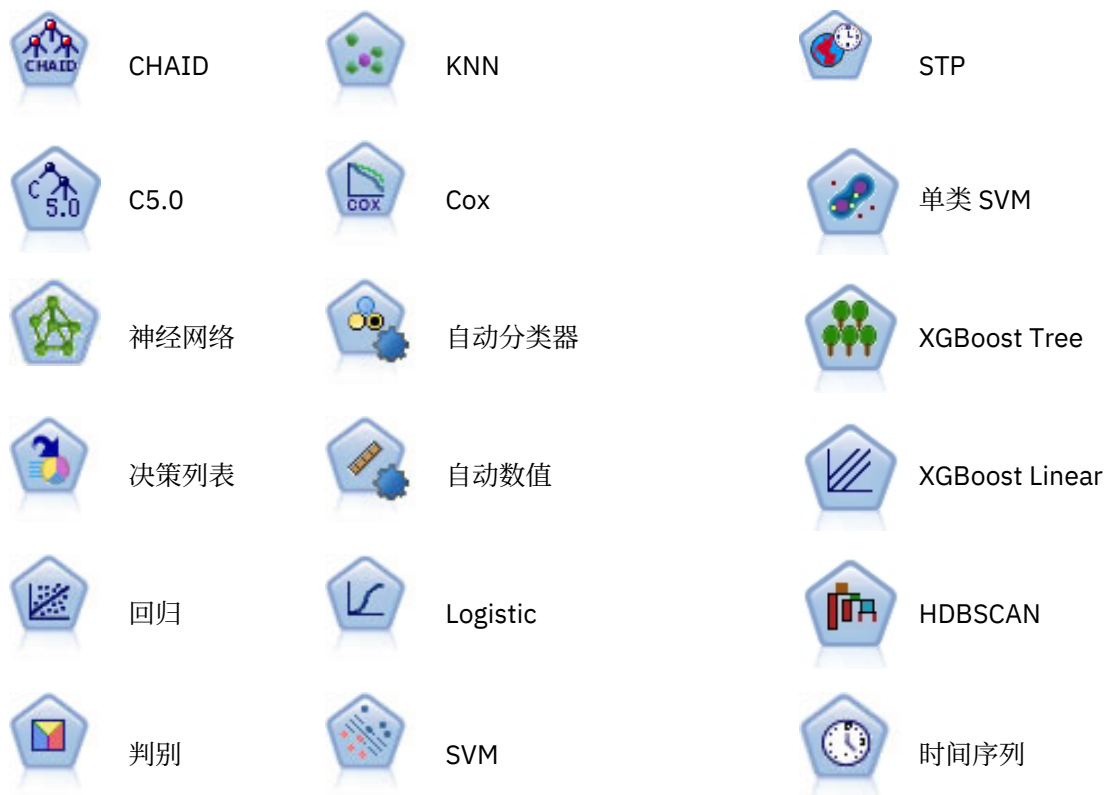 CHAID CHAID KNN STP
C 5.0 C5.0 COX Cox 单类 SVM
神经网络 自动分类器 XGBoost Tree
决策列表 自动数值 XGBoost Linear
回归 Logistic HDBSCAN
判别 SVM 时间序列